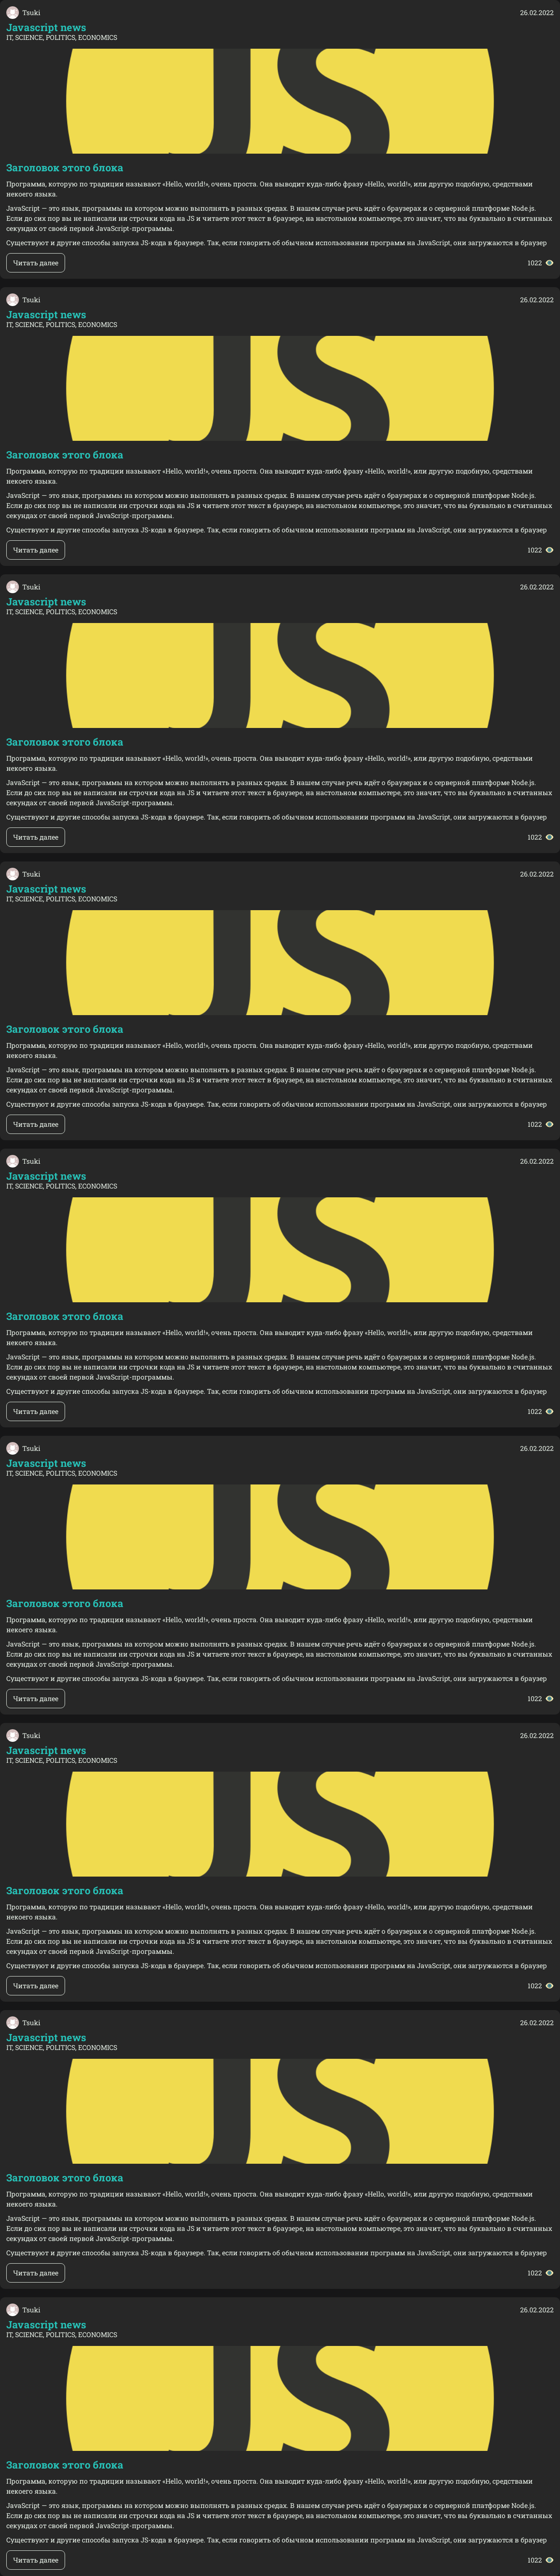 Tsuki 26.02.2022
Javascript news
IT, SCIENCE, POLITICS, ECONOMICS
JS
Заголовок этого блока
Программа, которую по традиции называют «Hello, world!», очень проста. Она выводит куда-либо фразу «Hello, world!», или другую подобную, средствами
некоего языка.
JavaScript — это язык, программы на котором можно выполнять в разных средах. В нашем случае речь идёт о браузерах и о серверной платформе Node.js.
Если до сих пор вы не написали ни строчки кода на JS и читаете этот текст в браузере, на настольном компьютере, это значит, что вы буквально в считанных
секундах от своей первой JavaScript-программы.
Существуют и другие способы запуска JS-кода в браузере. Так, если говорить об обычном использовании программ на JavaScript, они загружаются в браузер
Читать далее 1022
Tsuki 26.02.2022
Javascript news
IT, SCIENCE, POLITICS, ECONOMICS
JS
Заголовок этого блока
Программа, которую по традиции называют «Hello, world!», очень проста. Она выводит куда-либо фразу «Hello, world!», или другую подобную, средствами
некоего языка.
JavaScript — это язык, программы на котором можно выполнять в разных средах. В нашем случае речь идёт о браузерах и о серверной платформе Node.js.
Если до сих пор вы не написали ни строчки кода на JS и читаете этот текст в браузере, на настольном компьютере, это значит, что вы буквально в считанных
секундах от своей первой JavaScript-программы.
Существуют и другие способы запуска JS-кода в браузере. Так, если говорить об обычном использовании программ на JavaScript, они загружаются в браузер
Читать далее 1022
Tsuki 26.02.2022
Javascript news
IT, SCIENCE, POLITICS, ECONOMICS
JS
Заголовок этого блока
Программа, которую по традиции называют «Hello, world!», очень проста. Она выводит куда-либо фразу «Hello, world!», или другую подобную, средствами
некоего языка.
JavaScript — это язык, программы на котором можно выполнять в разных средах. В нашем случае речь идёт о браузерах и о серверной платформе Node.js.
Если до сих пор вы не написали ни строчки кода на JS и читаете этот текст в браузере, на настольном компьютере, это значит, что вы буквально в считанных
секундах от своей первой JavaScript-программы.
Существуют и другие способы запуска JS-кода в браузере. Так, если говорить об обычном использовании программ на JavaScript, они загружаются в браузер
Читать далее 1022
Tsuki 26.02.2022
Javascript news
IT, SCIENCE, POLITICS, ECONOMICS
JS
Заголовок этого блока
Программа, которую по традиции называют «Hello, world!», очень проста. Она выводит куда-либо фразу «Hello, world!», или другую подобную, средствами
некоего языка.
JavaScript — это язык, программы на котором можно выполнять в разных средах. В нашем случае речь идёт о браузерах и о серверной платформе Node.js.
Если до сих пор вы не написали ни строчки кода на JS и читаете этот текст в браузере, на настольном компьютере, это значит, что вы буквально в считанных
секундах от своей первой JavaScript-программы.
Существуют и другие способы запуска JS-кода в браузере. Так, если говорить об обычном использовании программ на JavaScript, они загружаются в браузер
Читать далее 1022
Tsuki 26.02.2022
Javascript news
IT, SCIENCE, POLITICS, ECONOMICS
JS
Заголовок этого блока
Программа, которую по традиции называют «Hello, world!», очень проста. Она выводит куда-либо фразу «Hello, world!», или другую подобную, средствами
некоего языка.
JavaScript — это язык, программы на котором можно выполнять в разных средах. В нашем случае речь идёт о браузерах и о серверной платформе Node.js.
Если до сих пор вы не написали ни строчки кода на JS и читаете этот текст в браузере, на настольном компьютере, это значит, что вы буквально в считанных
секундах от своей первой JavaScript-программы.
Существуют и другие способы запуска JS-кода в браузере. Так, если говорить об обычном использовании программ на JavaScript, они загружаются в браузер
Читать далее 1022
Tsuki 26.02.2022
Javascript news
IT, SCIENCE, POLITICS, ECONOMICS
JS
Заголовок этого блока
Программа, которую по традиции называют «Hello, world!», очень проста. Она выводит куда-либо фразу «Hello, world!», или другую подобную, средствами
некоего языка.
JavaScript — это язык, программы на котором можно выполнять в разных средах. В нашем случае речь идёт о браузерах и о серверной платформе Node.js.
Если до сих пор вы не написали ни строчки кода на JS и читаете этот текст в браузере, на настольном компьютере, это значит, что вы буквально в считанных
секундах от своей первой JavaScript-программы.
Существуют и другие способы запуска JS-кода в браузере. Так, если говорить об обычном использовании программ на JavaScript, они загружаются в браузер
Читать далее 1022
Tsuki 26.02.2022
Javascript news
IT, SCIENCE, POLITICS, ECONOMICS
JS
Заголовок этого блока
Программа, которую по традиции называют «Hello, world!», очень проста. Она выводит куда-либо фразу «Hello, world!», или другую подобную, средствами
некоего языка.
JavaScript — это язык, программы на котором можно выполнять в разных средах. В нашем случае речь идёт о браузерах и о серверной платформе Node.js.
Если до сих пор вы не написали ни строчки кода на JS и читаете этот текст в браузере, на настольном компьютере, это значит, что вы буквально в считанных
секундах от своей первой JavaScript-программы.
Существуют и другие способы запуска JS-кода в браузере. Так, если говорить об обычном использовании программ на JavaScript, они загружаются в браузер
Читать далее 1022
Tsuki 26.02.2022
Javascript news
IT, SCIENCE, POLITICS, ECONOMICS
JS
Заголовок этого блока
Программа, которую по традиции называют «Hello, world!», очень проста. Она выводит куда-либо фразу «Hello, world!», или другую подобную, средствами
некоего языка.
JavaScript — это язык, программы на котором можно выполнять в разных средах. В нашем случае речь идёт о браузерах и о серверной платформе Node.js.
Если до сих пор вы не написали ни строчки кода на JS и читаете этот текст в браузере, на настольном компьютере, это значит, что вы буквально в считанных
секундах от своей первой JavaScript-программы.
Существуют и другие способы запуска JS-кода в браузере. Так, если говорить об обычном использовании программ на JavaScript, они загружаются в браузер
Читать далее 1022
Tsuki 26.02.2022
Javascript news
IT, SCIENCE, POLITICS, ECONOMICS
JS
Заголовок этого блока
Программа, которую по традиции называют «Hello, world!», очень проста. Она выводит куда-либо фразу «Hello, world!», или другую подобную, средствами
некоего языка.
JavaScript — это язык, программы на котором можно выполнять в разных средах. В нашем случае речь идёт о браузерах и о серверной платформе Node.js.
Если до сих пор вы не написали ни строчки кода на JS и читаете этот текст в браузере, на настольном компьютере, это значит, что вы буквально в считанных
секундах от своей первой JavaScript-программы.
Существуют и другие способы запуска JS-кода в браузере. Так, если говорить об обычном использовании программ на JavaScript, они загружаются в браузер
Читать далее 1022